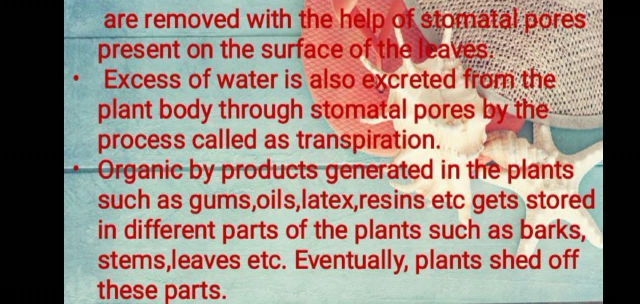 are removed with the help of stomatal pores
present on the surface of the leaves
• Excess of water is also excreted from the
plant body through stomatal pores by the
process called as transpiration.
• Organic by products generated in the plants
such as gums,oils,latex,resins etc gets stored
in different parts of the plants such as barks,
stems,leaves etc. Eventually, plants shed off
these parts.